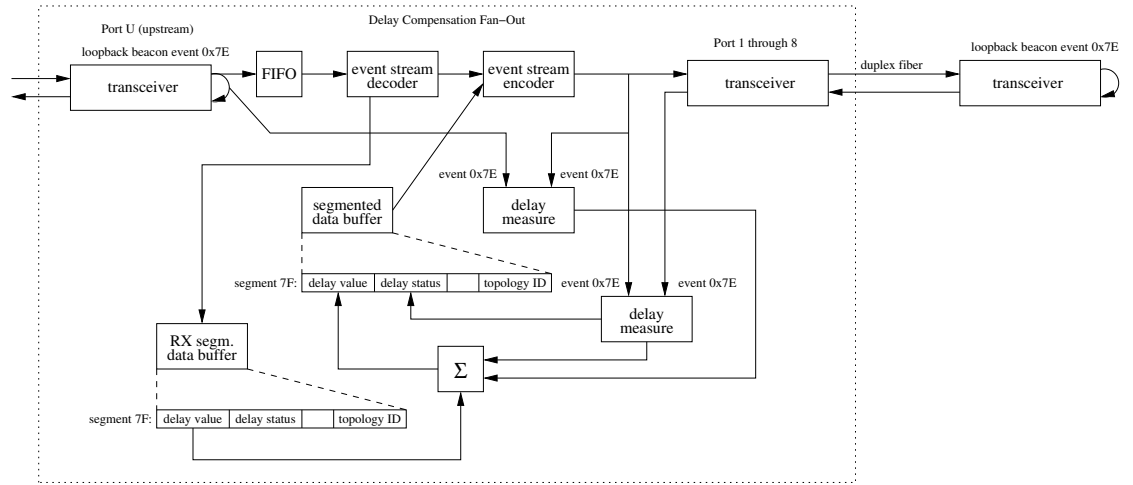 Delay Compensation Fan−Out
Port U (upstream)
loopback beacon event 0x7E
transceiver
FIFO
event stream
decoder
event stream
encoder
Port 1 through 8
transceiver
duplex fiber
loopback beacon event 0x7E
transceiver
event 0x7E
event 0x7E
segmented
data buffer
delay
measure
segment 7F:
delay value
delay status
topology ID
event 0x7E
event 0x7E
delay
measure
RX segm.
data buffer
Σ
segment 7F:
delay value
delay status
topology ID